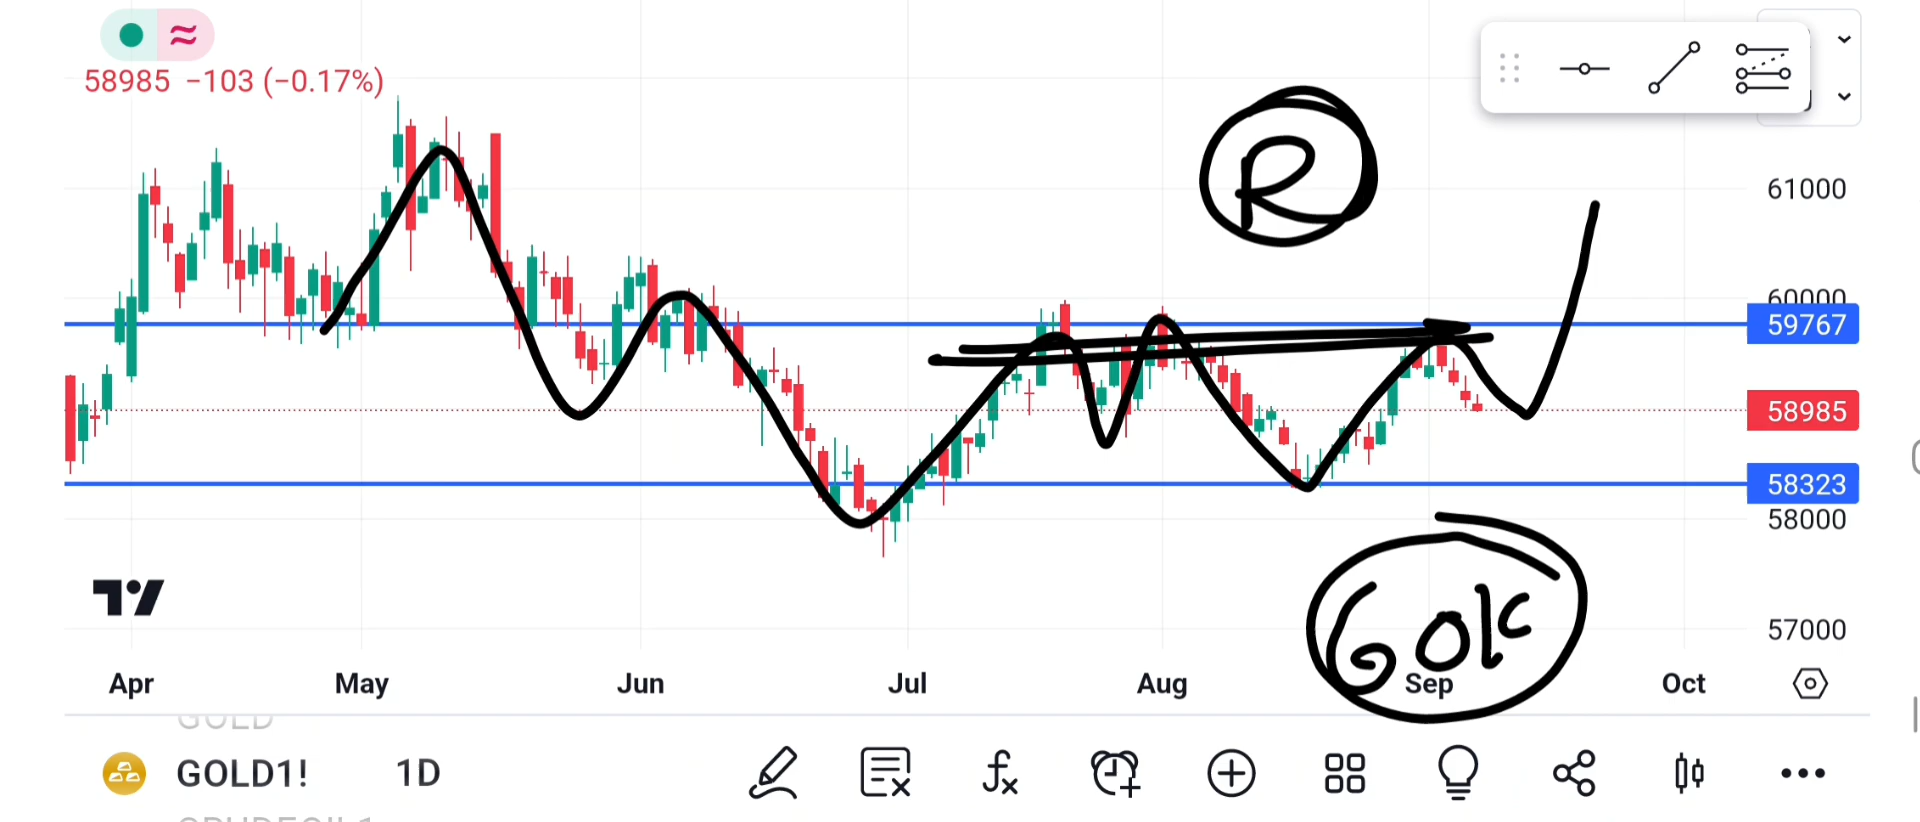 58985 −103 (−0.17%)
R
61000
60000
59767
58985
58323
58000
57000
60K
Apr May Jun Jul Aug Sep Oct
GOLD
GOLD1! 1D